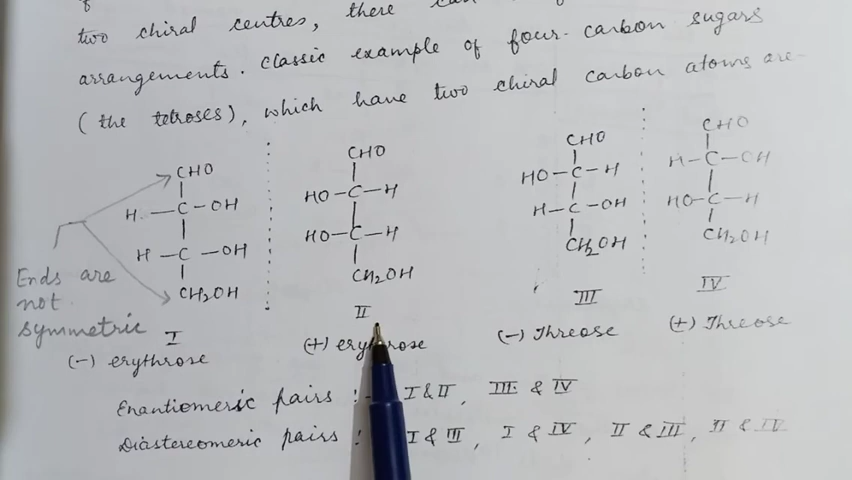 two chiral centres, there
arrangements. Classic example of four-carbon sugars
(the tetroses), which have two chiral carbon atoms are-
CHO
H-C-OH
H-C-OH
CH2OH
I
(-) erythrose
Ends are
not
symmetric
CHO
HO-C-H
HO-C-H
CH2OH
II
(+) erythrose
CHO
HO-C-H
H-C-OH
CH2OH
III
(-) Threose
CHO
H-C-OH
HO-C-H
CH2OH
IV
(+) Threose
Enantiomeric pairs :- I & II, III & IV
Diastereomeric pairs : I & III, I & IV, II & III, II & IV